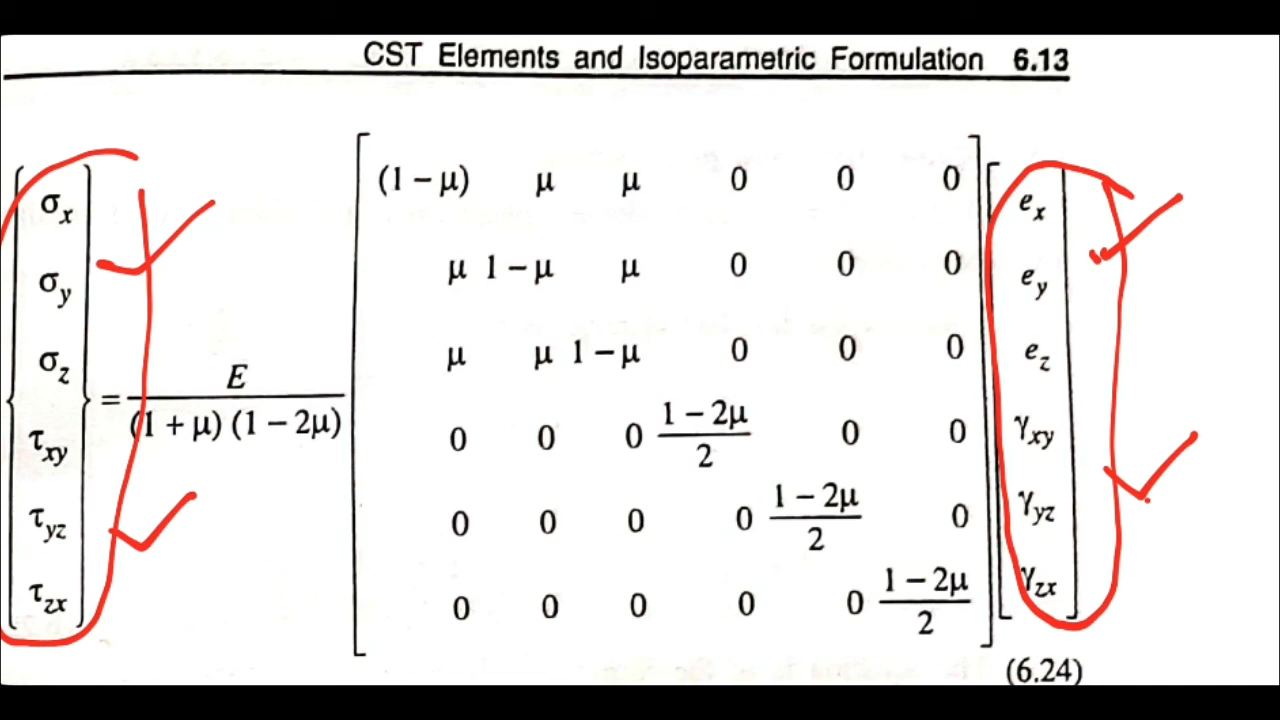 CST Elements and Isoparametric Formulation 6.13
(1 – μ) μ μ 0 0 0
σx ex
μ 1 – μ μ 0 0 0
σy ey
μ μ 1 – μ 0 0 0
σz ez
= E / (1 + μ) (1 – 2μ)
0 0 0 (1 – 2μ)/2 0 0
τxy γxy
0 0 0 0 (1 – 2μ)/2 0
τyz γyz
0 0 0 0 0 (1 – 2μ)/2
τzx γzx
(6.24)